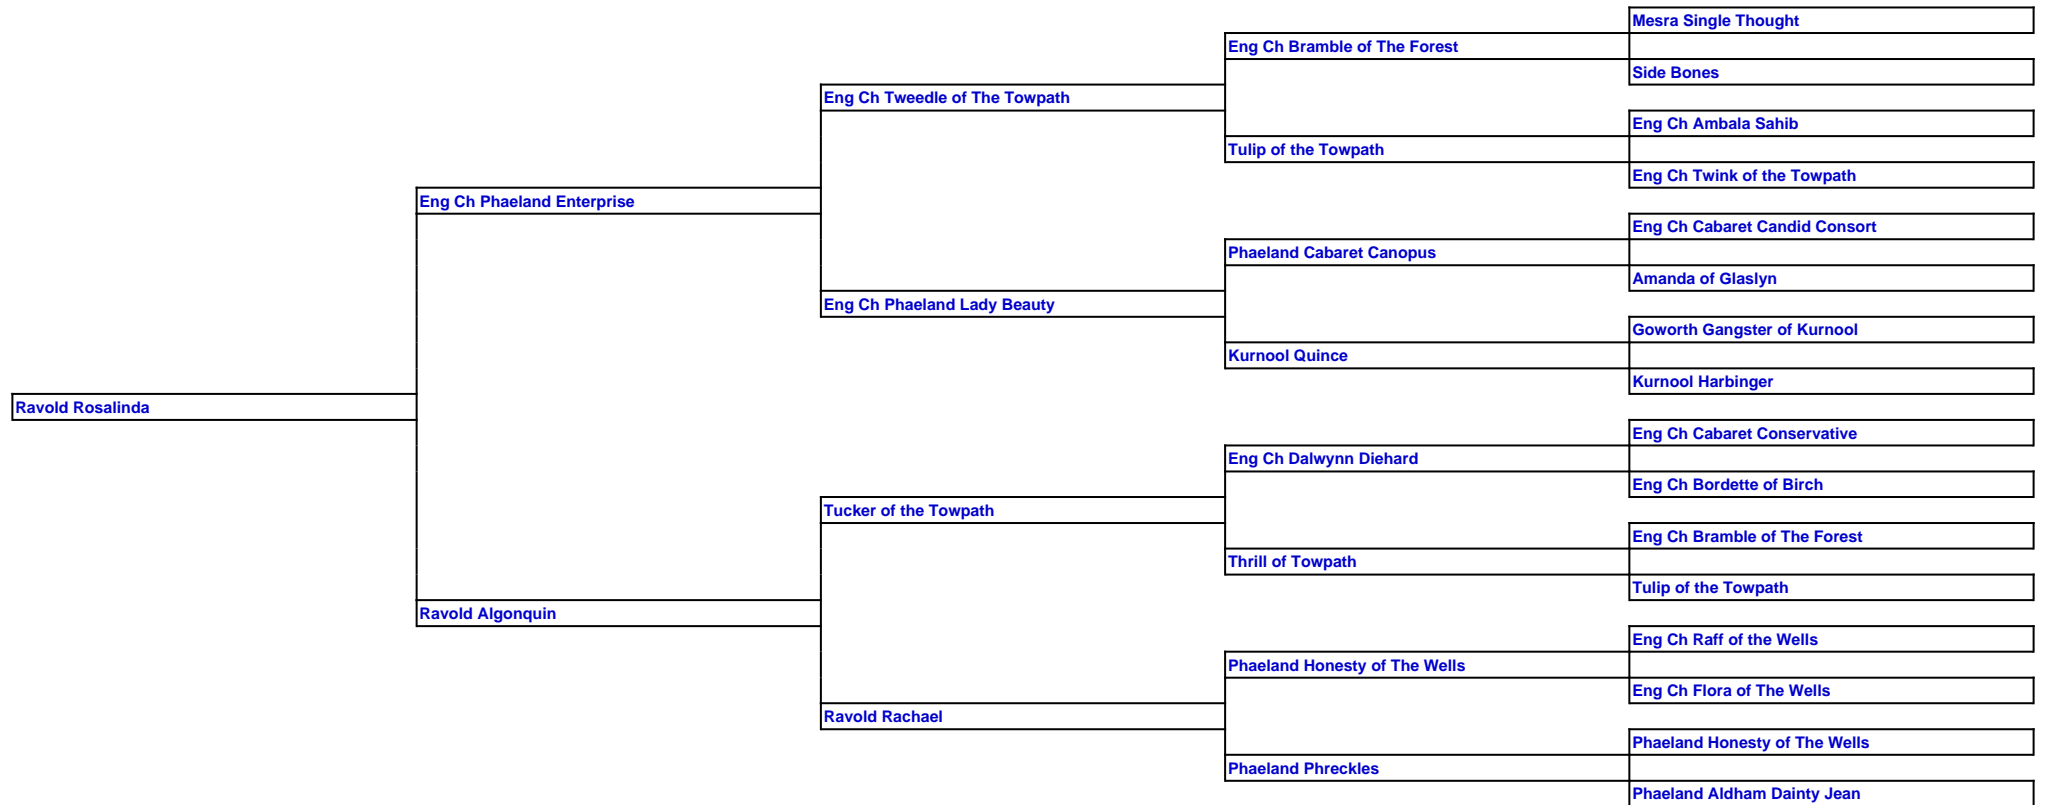 Mesra Single Thought
Eng Ch Bramble of The Forest
Side Bones
Eng Ch Tweedle of The Towpath
Eng Ch Ambala Sahib
Tulip of the Towpath
Eng Ch Twink of the Towpath
Eng Ch Phaeland Enterprise
Eng Ch Cabaret Candid Consort
Phaeland Cabaret Canopus
Amanda of Glaslyn
Eng Ch Phaeland Lady Beauty
Goworth Gangster of Kurnool
Kurnool Quince
Kurnool Harbinger
Ravold Rosalinda
Eng Ch Cabaret Conservative
Eng Ch Dalwynn Diehard
Eng Ch Bordette of Birch
Tucker of the Towpath
Eng Ch Bramble of The Forest
Thrill of Towpath
Tulip of the Towpath
Ravold Algonquin
Eng Ch Raff of the Wells
Phaeland Honesty of The Wells
Eng Ch Flora of The Wells
Ravold Rachael
Phaeland Honesty of The Wells
Phaeland Phreckles
Phaeland Aldham Dainty Jean